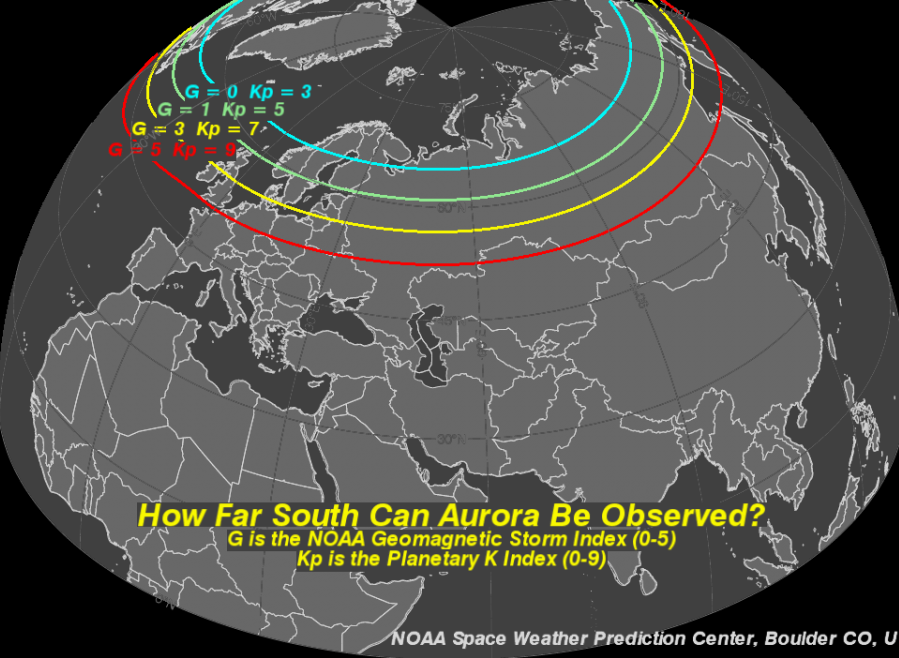 60°W
G = 0 Kp = 3
G = 1 Kp = 5
G = 3 Kp = 7
G = 5 Kp = 9
60°N
30°N
How Far South Can Aurora Be Observed?
G is the NOAA Geomagnetic Storm Index (0-5)
Kp is the Planetary K Index (0-9)
NOAA Space Weather Prediction Center, Boulder CO, U